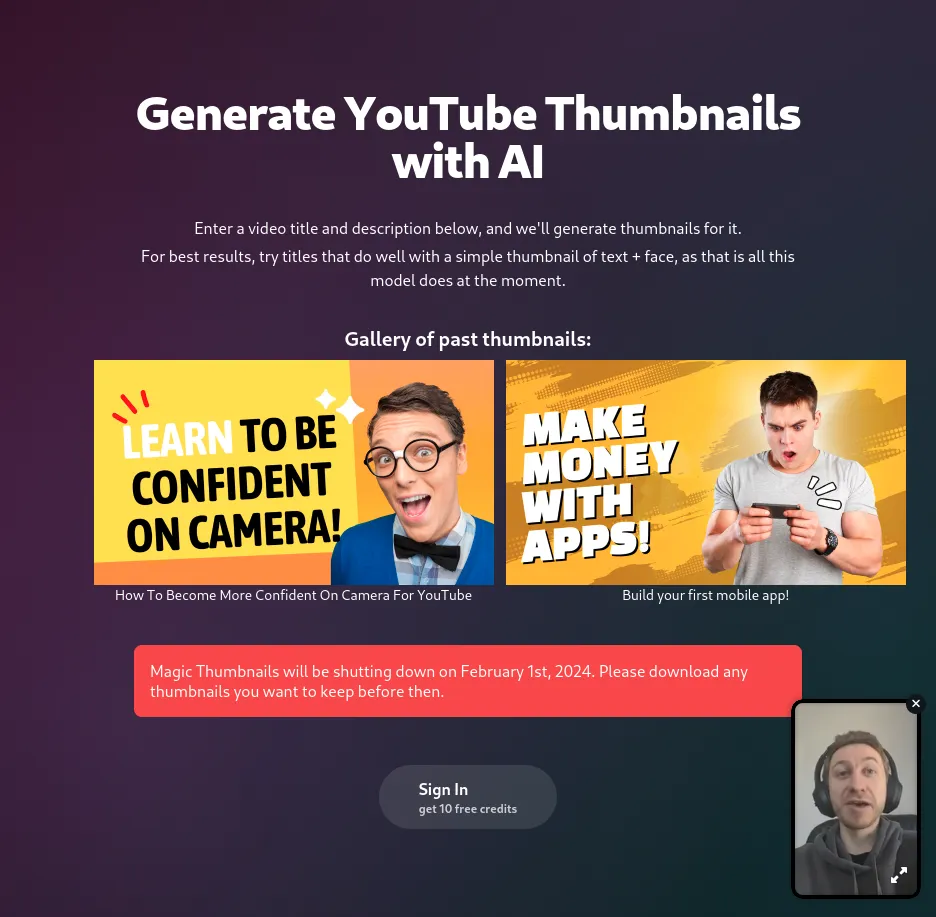 Generate YouTube Thumbnails
with AI
Enter a video title and description below, and we'll generate thumbnails for it.
For best results, try titles that do well with a simple thumbnail of text + face, as that is all this
model does at the moment.
Gallery of past thumbnails:
LEARN TO BE
CONFIDENT
ON CAMERA!
How To Become More Confident On Camera For YouTube
MAKE
MONEY
WITH
APPS!
Build your first mobile app!
Magic Thumbnails will be shutting down on February 1st, 2024. Please download any
thumbnails you want to keep before then.
Sign In
get 10 free credits